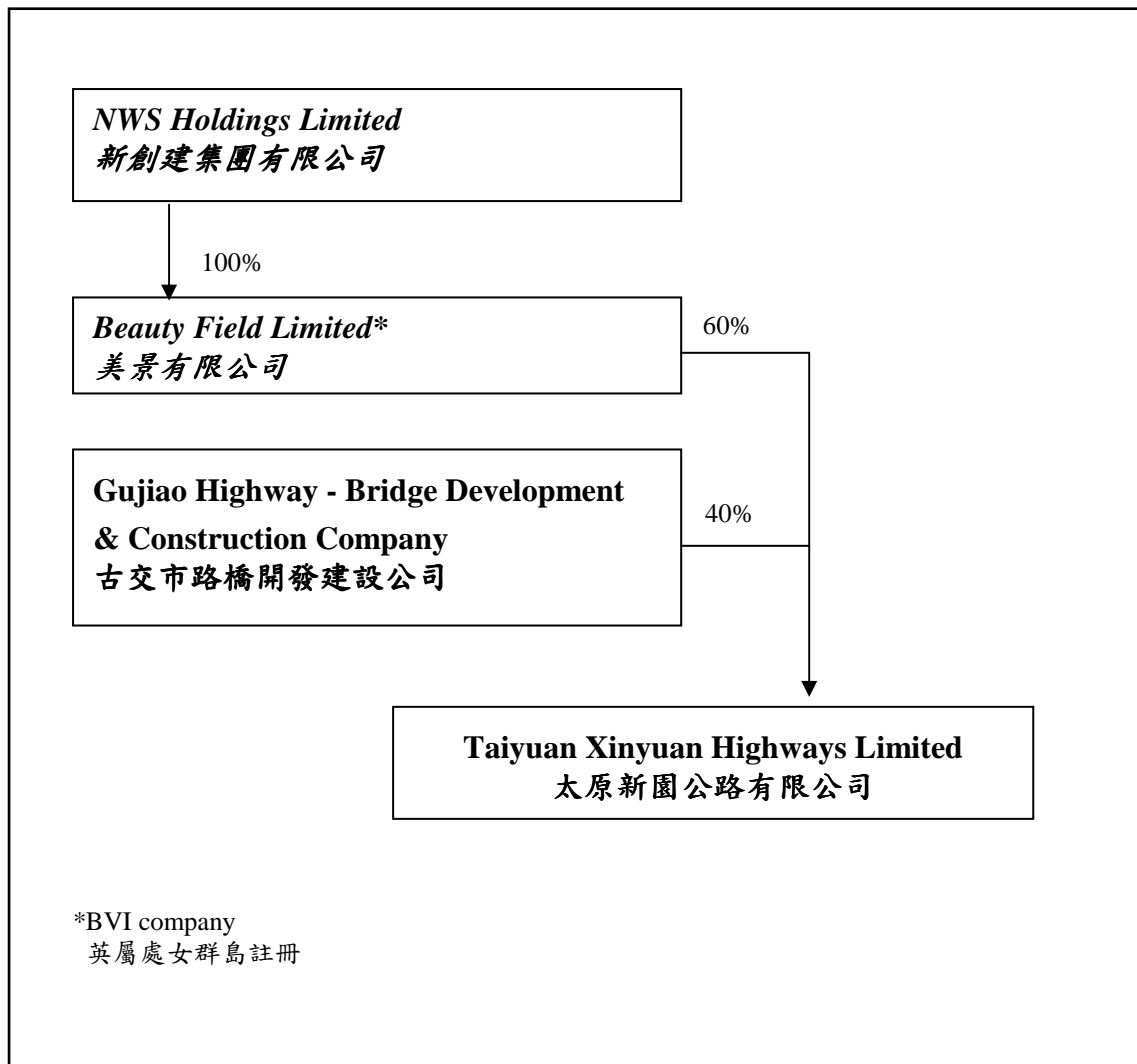 NWS Holdings Limited
新創建集團有限公司
100%
Beauty Field Limited*
美景有限公司
60%
Gujiao Highway - Bridge Development
& Construction Company
古交市路橋開發建設公司
40%
Taiyuan Xinyuan Highways Limited
太原新園公路有限公司
*BVI company
英屬處女群島註冊